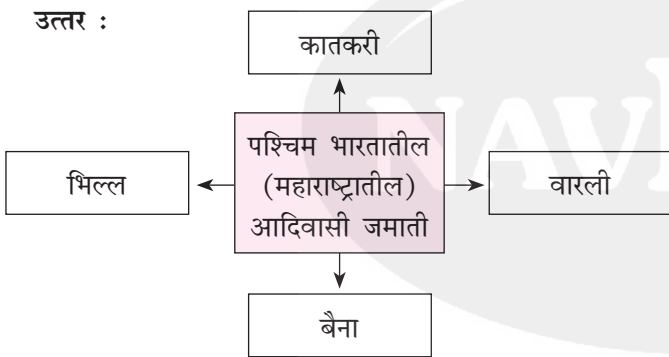 उत्तर :
कातकरी
पश्चिम भारतातील
(महाराष्ट्रातील)
आदिवासी जमाती
भिल्ल
वारली
बैना